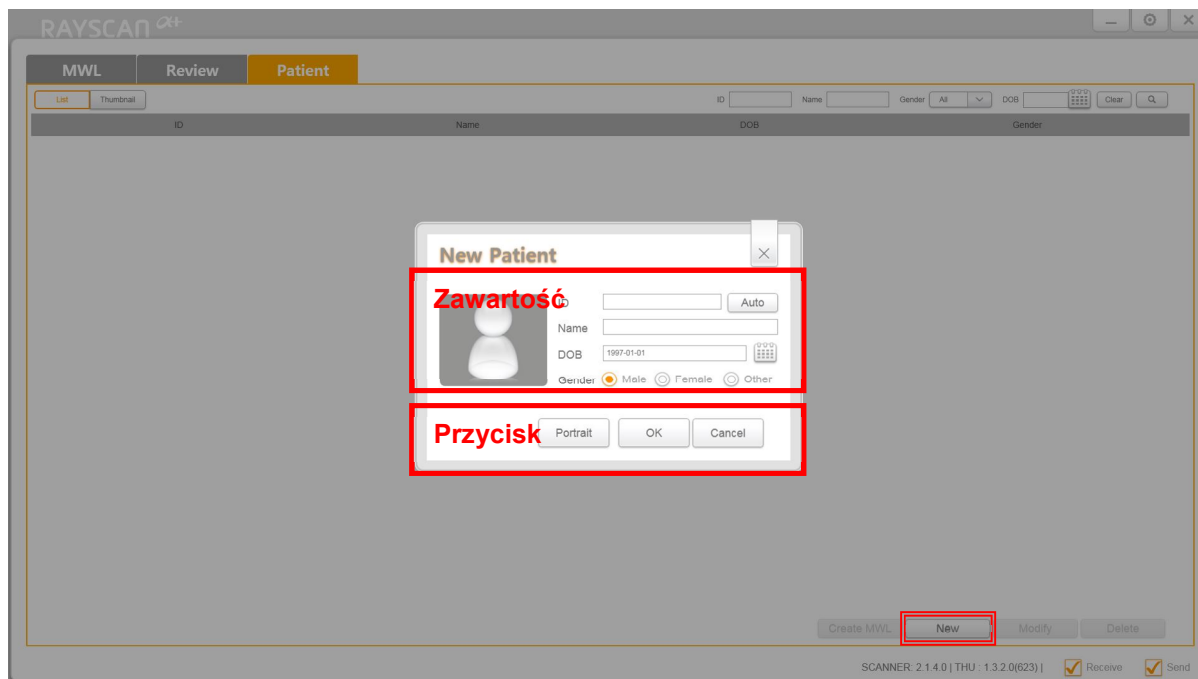 RAYSCAN α+
MWL Review Patient
List Thumbnail ID Name Gender All DOB Clear
ID Name DOB Gender
New Patient
Zawartość
ID Auto
Name
DOB 1997-01-01
Gender Male Female Other
Przycisk Portrait OK Cancel
Create MWL New Modify Delete
SCANNER: 2.1.4.0 | THU : 1.3.2.0(623) | Receive Send